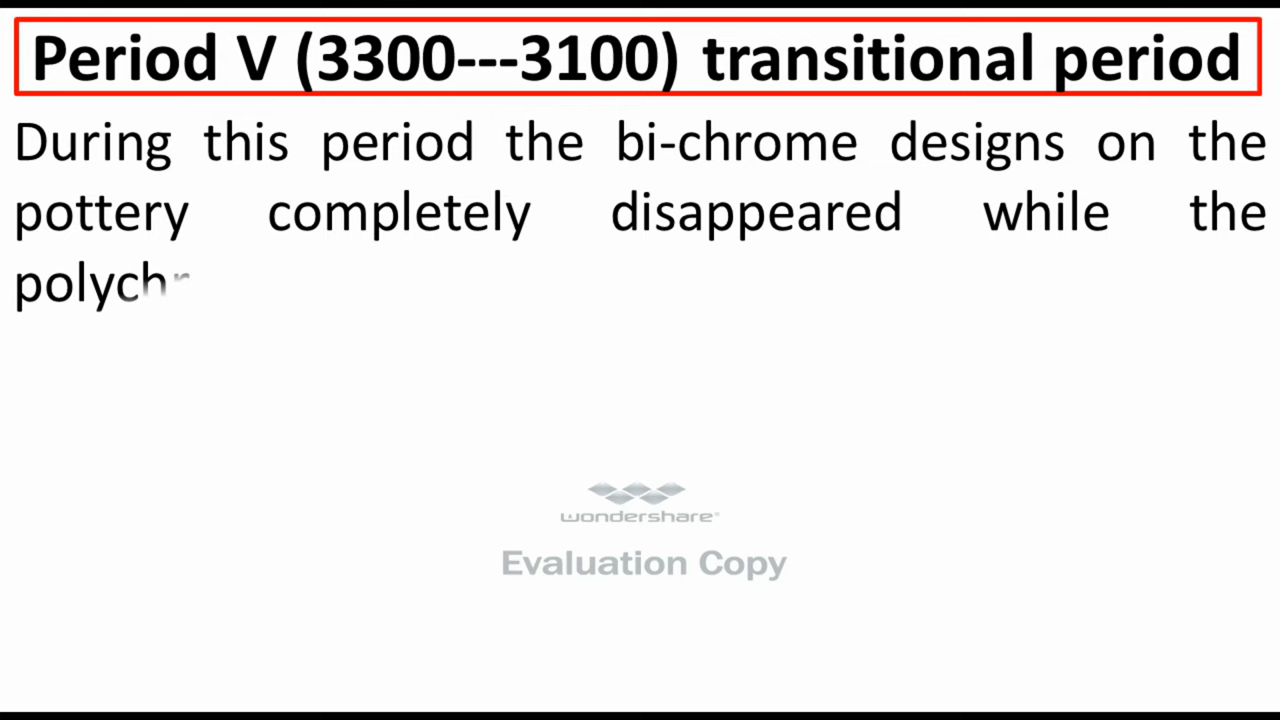 Period V (3300---3100) transitional period
During this period the bi-chrome designs on the
pottery completely disappeared while the
polychr
wondershare®
Evaluation Copy